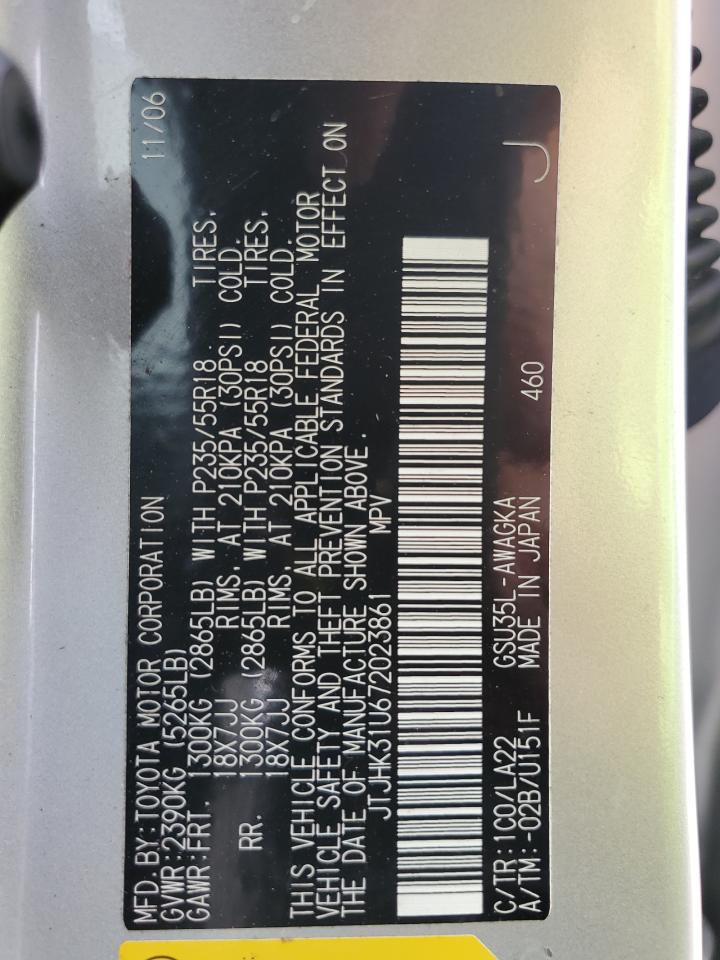 MFD. BY: TOYOTA MOTOR CORPORATION 11/06
GVWR: 2390KG (5265LB)
GAWR: FRT. 1300KG (2865LB) WITH P235/55R18 TIRES,
18X7JJ RIMS, AT 210KPA (30PSI) COLD.
RR. 1300KG (2865LB) WITH P235/55R18 TIRES,
18X7JJ RIMS, AT 210KPA (30PSI) COLD.
THIS VEHICLE CONFORMS TO ALL APPLICABLE FEDERAL MOTOR
VEHICLE SAFETY AND THEFT PREVENTION STANDARDS IN EFFECT ON
THE DATE OF MANUFACTURE SHOWN ABOVE.
JTJHK31U672023861 MPV
C/TR: 1C0/LA22 GSU35L-AWAGKA
A/TM: -02B/U151F MADE IN JAPAN 460 J